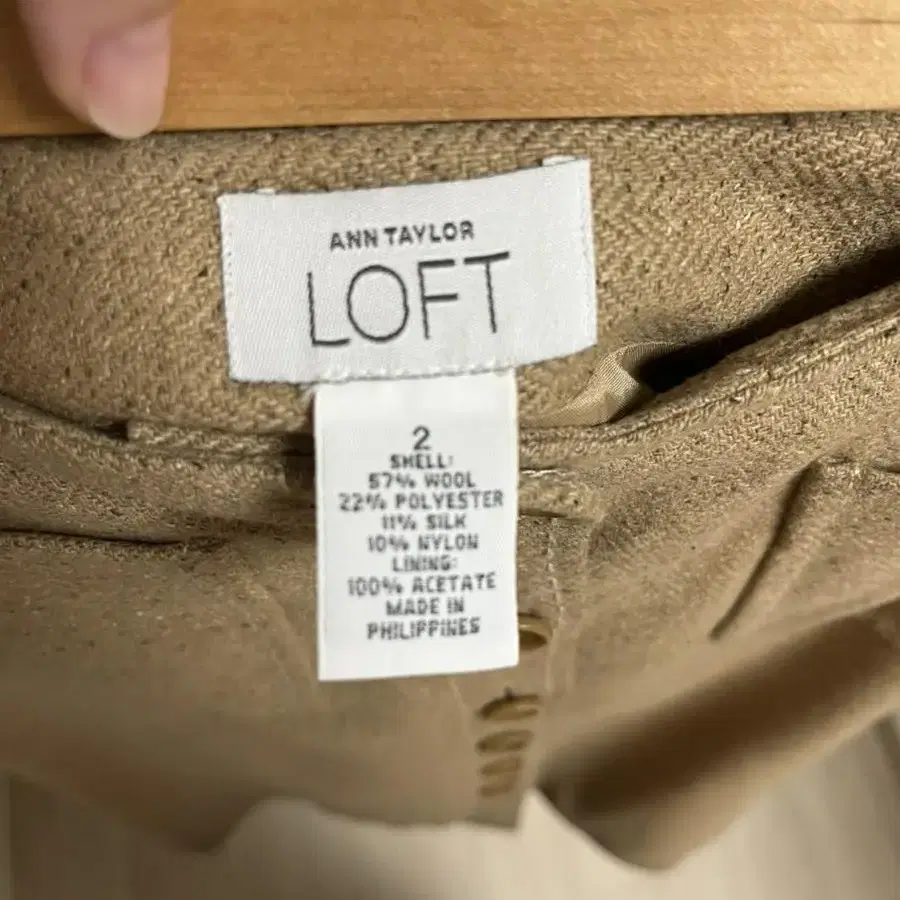 ANN TAYLOR
LOFT
2
SHELL:
57% WOOL
22% POLYESTER
11% SILK
10% NYLON
LINING:
100% ACETATE
MADE IN
PHILIPPINES